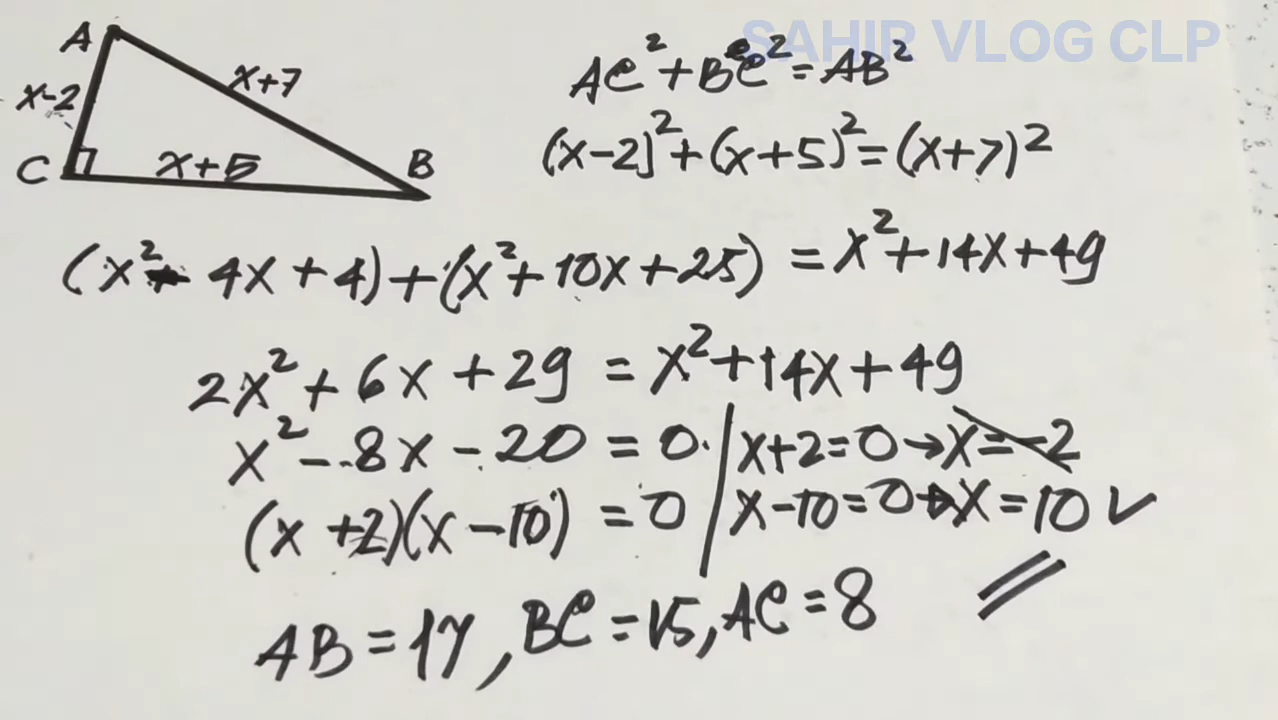 SAHIR VLOG CLP
A
x-2
x+7
C
x+5
B
AC²+BC²=AB²
(x-2)²+(x+5)²=(x+7)²
(x²-4x+4)+(x²+10x+25)=x²+14x+49
2x²+6x+29=x²+14x+49
x²-8x-20=0
(x+2)(x-10)=0
x+2=0→x=-2
x-10=0→x=10✓
AB=17, BC=15, AC=8